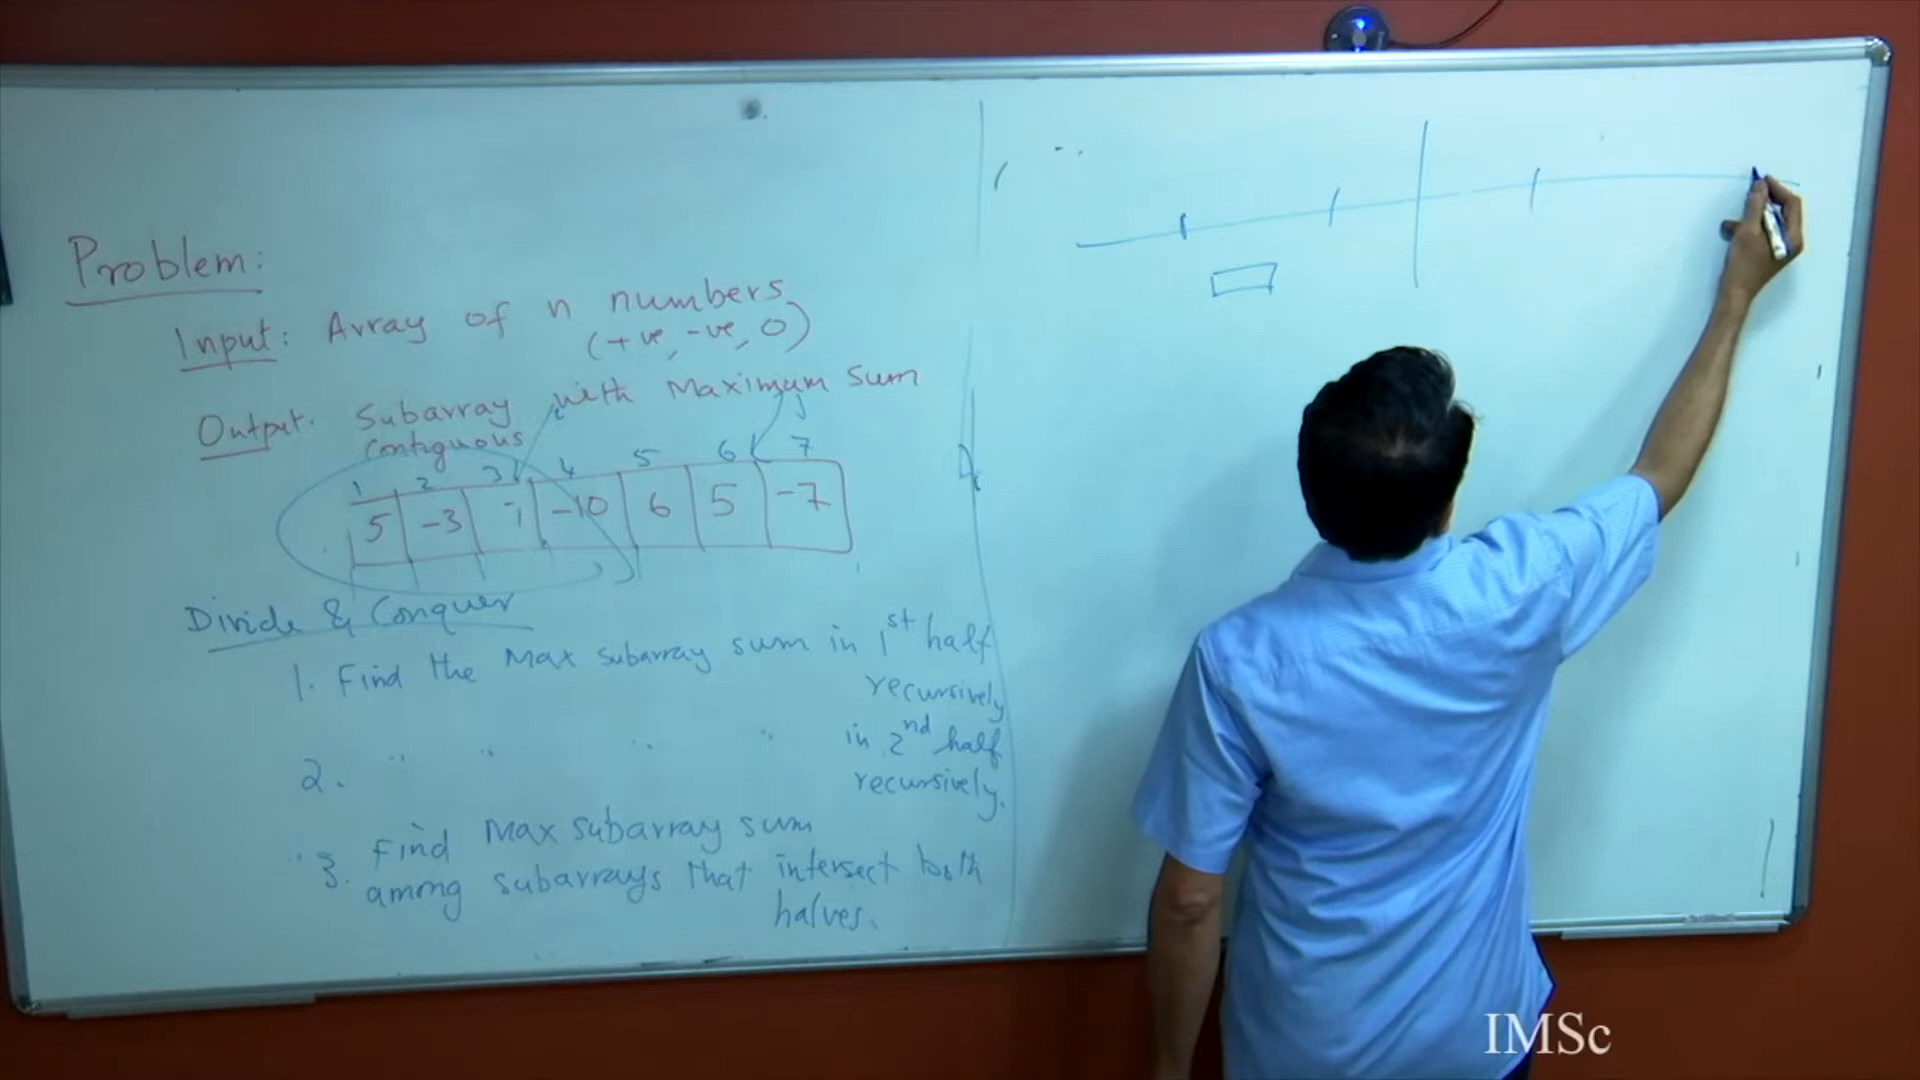 Problem:
Input: Array of n numbers
(+ve, -ve, 0)
Output. Subarray with Maximum Sum
contiguous
i j
1 2 3 4 5 6 7
5 -3 -10 6 5 -7
Divide & Conquer
1. Find the Max subarray sum in 1st half
recursively
2. " " " " in 2nd half
recursively.
3. Find Max subarray sum
among subarrays that intersect both
halves.
IMSc